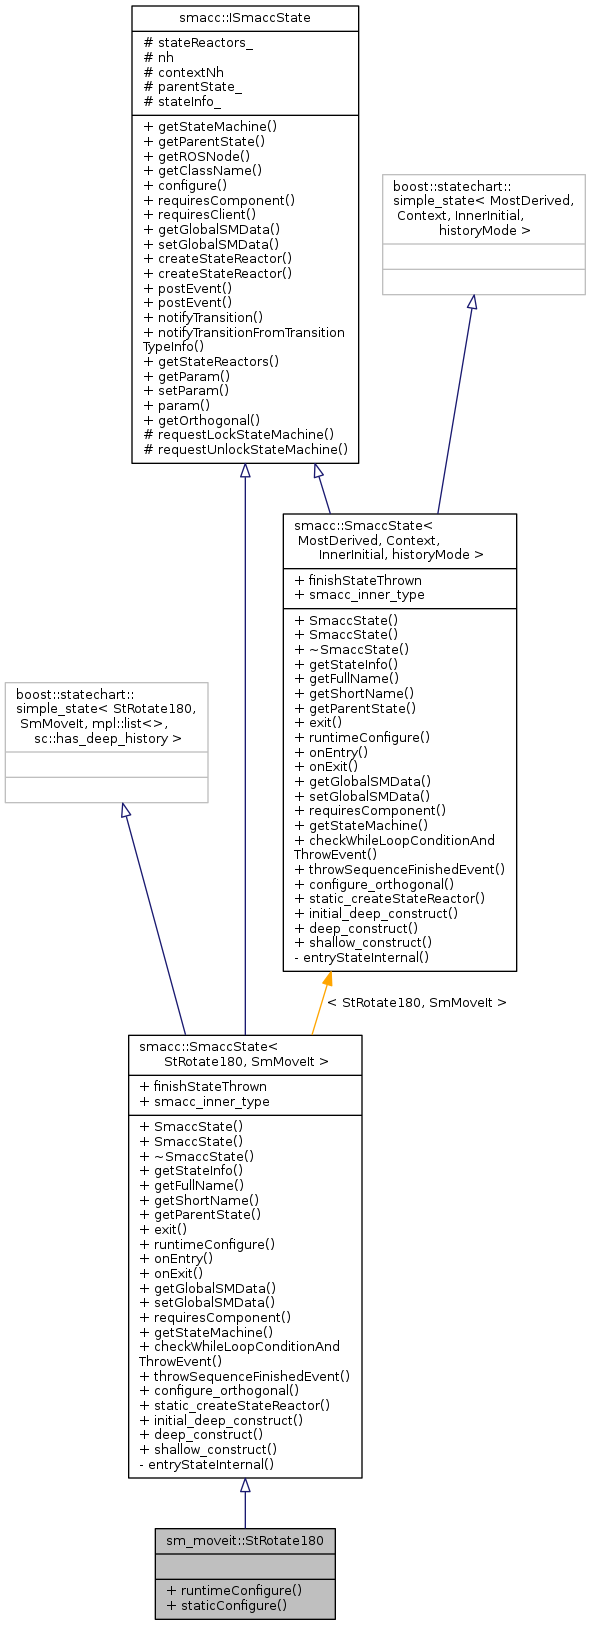 smacc::ISmaccState
# stateReactors_
# nh
# contextNh
# parentState_
# stateInfo_
+ getStateMachine()
+ getParentState()
+ getROSNode()
+ getClassName()
+ configure()
+ requiresComponent()
+ requiresClient()
+ getGlobalSMData()
+ setGlobalSMData()
+ createStateReactor()
+ createStateReactor()
+ postEvent()
+ postEvent()
+ notifyTransition()
+ notifyTransitionFromTransition
TypeInfo()
+ getStateReactors()
+ getParam()
+ setParam()
+ param()
+ getOrthogonal()
# requestLockStateMachine()
# requestUnlockStateMachine()
boost::statechart::
simple_state< MostDerived,
Context, InnerInitial,
historyMode >
smacc::SmaccState<
MostDerived, Context,
InnerInitial, historyMode >
+ finishStateThrown
+ smacc_inner_type
+ SmaccState()
+ SmaccState()
+ ~SmaccState()
+ getStateInfo()
+ getFullName()
+ getShortName()
+ getParentState()
+ exit()
+ runtimeConfigure()
+ onEntry()
+ onExit()
+ getGlobalSMData()
+ setGlobalSMData()
+ requiresComponent()
+ getStateMachine()
+ checkWhileLoopConditionAnd
ThrowEvent()
+ throwSequenceFinishedEvent()
+ configure_orthogonal()
+ static_createStateReactor()
+ initial_deep_construct()
+ deep_construct()
+ shallow_construct()
- entryStateInternal()
boost::statechart::
simple_state< StRotate180,
SmMoveIt, mpl::list<>,
sc::has_deep_history >
< StRotate180, SmMoveIt >
smacc::SmaccState<
StRotate180, SmMoveIt >
+ finishStateThrown
+ smacc_inner_type
+ SmaccState()
+ SmaccState()
+ ~SmaccState()
+ getStateInfo()
+ getFullName()
+ getShortName()
+ getParentState()
+ exit()
+ runtimeConfigure()
+ onEntry()
+ onExit()
+ getGlobalSMData()
+ setGlobalSMData()
+ requiresComponent()
+ getStateMachine()
+ checkWhileLoopConditionAnd
ThrowEvent()
+ throwSequenceFinishedEvent()
+ configure_orthogonal()
+ static_createStateReactor()
+ initial_deep_construct()
+ deep_construct()
+ shallow_construct()
- entryStateInternal()
sm_moveit::StRotate180
+ runtimeConfigure()
+ staticConfigure()